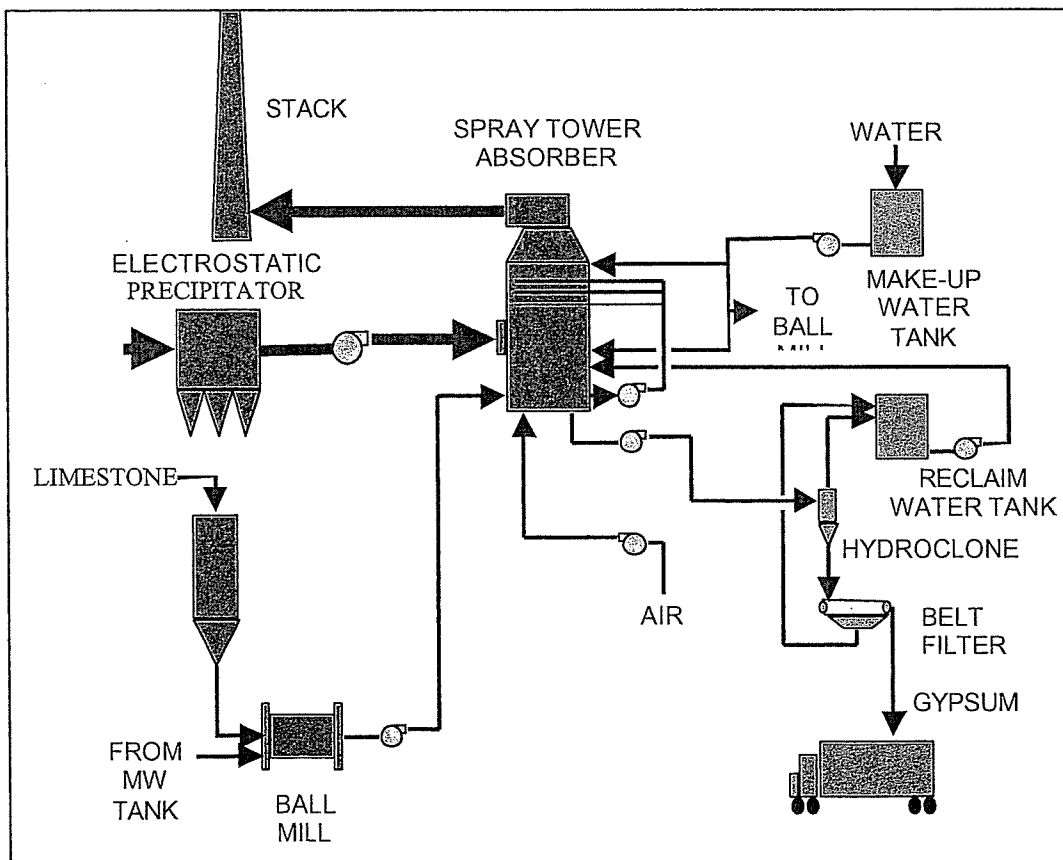 STACK
SPRAY TOWER
ABSORBER
WATER
ELECTROSTATIC
PRECIPITATOR
MAKE-UP
WATER
TANK
TO
BALL
LIMESTONE
RECLAIM
WATER TANK
HYDROCLONE
AIR
BELT
FILTER
GYPSUM
FROM
MW
TANK
BALL
MILL